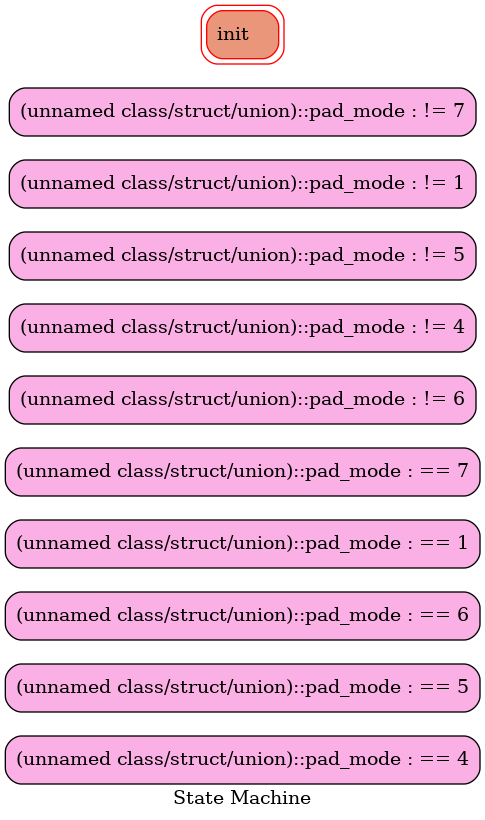 init
(unnamed class/struct/union)::pad_mode : != 7
(unnamed class/struct/union)::pad_mode : != 1
(unnamed class/struct/union)::pad_mode : != 5
(unnamed class/struct/union)::pad_mode : != 4
(unnamed class/struct/union)::pad_mode : != 6
(unnamed class/struct/union)::pad_mode : == 7
(unnamed class/struct/union)::pad_mode : == 1
(unnamed class/struct/union)::pad_mode : == 6
(unnamed class/struct/union)::pad_mode : == 5
(unnamed class/struct/union)::pad_mode : == 4
State Machine